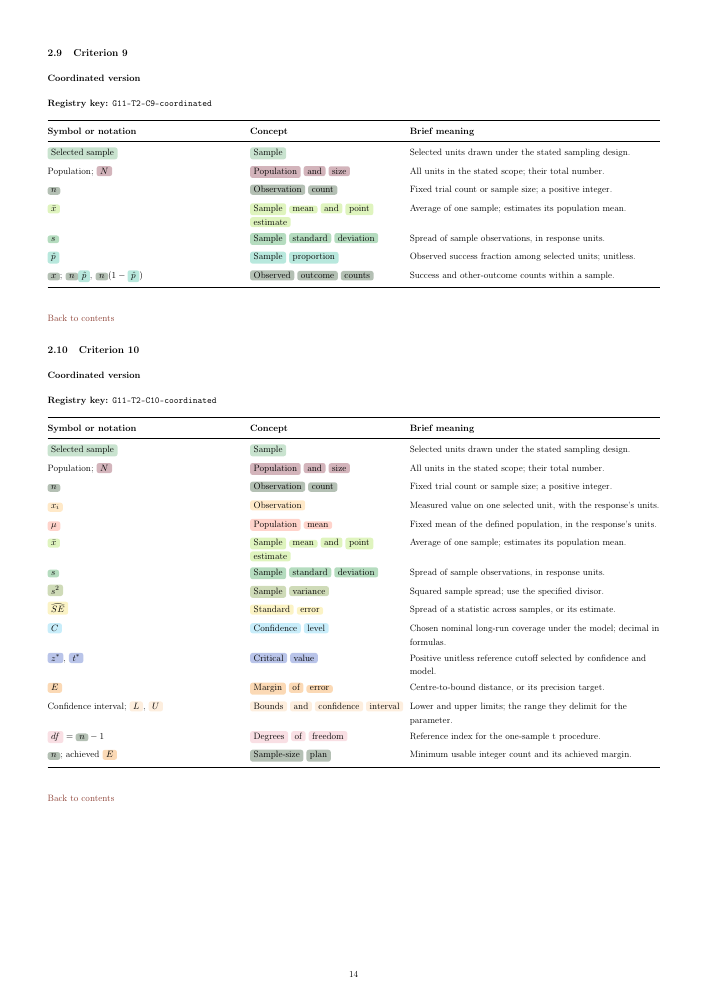 2.9 Criterion 9
Coordinated version
Registry key: G11-T2-C9-coordinated
Symbol or notation Concept Brief meaning
Selected sample Sample Selected units drawn under the stated sampling design.
Population; N Population and size All units in the stated scope; their total number.
n Observation count Fixed trial count or sample size; a positive integer.
x̄ Sample mean and point Average of one sample; estimates its population mean.
estimate
s Sample standard deviation Spread of sample observations, in response units.
p̂ Sample proportion Observed success fraction among selected units; unitless.
x; n p̂, n(1 − p̂) Observed outcome counts Success and other-outcome counts within a sample.
Back to contents
2.10 Criterion 10
Coordinated version
Registry key: G11-T2-C10-coordinated
Symbol or notation Concept Brief meaning
Selected sample Sample Selected units drawn under the stated sampling design.
Population; N Population and size All units in the stated scope; their total number.
n Observation count Fixed trial count or sample size; a positive integer.
xᵢ Observation Measured value on one selected unit, with the response's units.
μ Population mean Fixed mean of the defined population, in the response's units.
x̄ Sample mean and point Average of one sample; estimates its population mean.
estimate
s Sample standard deviation Spread of sample observations, in response units.
s² Sample variance Squared sample spread; use the specified divisor.
S͡E Standard error Spread of a statistic across samples, or its estimate.
C Confidence level Chosen nominal long-run coverage under the model; decimal in
formulas.
z*, t* Critical value Positive unitless reference cutoff selected by confidence and
model.
E Margin of error Centre-to-bound distance, or its precision target.
Confidence interval; L, U Bounds and confidence interval Lower and upper limits; the range they delimit for the
parameter.
df = n − 1 Degrees of freedom Reference index for the one-sample t procedure.
n; achieved E Sample-size plan Minimum usable integer count and its achieved margin.
Back to contents
14